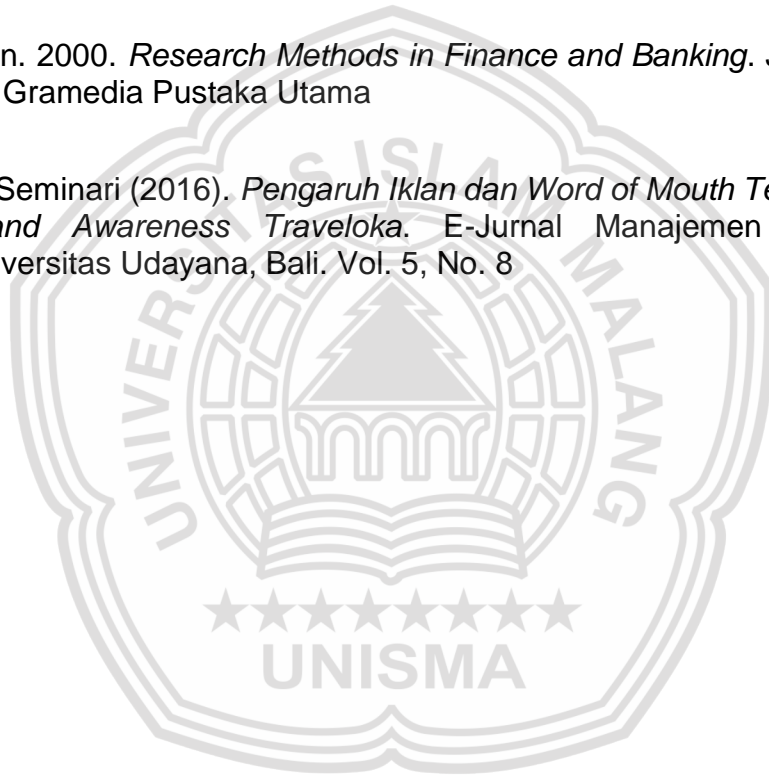 n. 2000. Research Methods in Finance and Banking.
Gramedia Pustaka Utama
Seminari (2016). Pengaruh Iklan dan Word of Mouth Te
and Awareness Traveloka. E-Jurnal Manajemen
versitas Udayana, Bali. Vol. 5, No. 8
UNIVERSITAS ISLAM MALANG
UNISMA